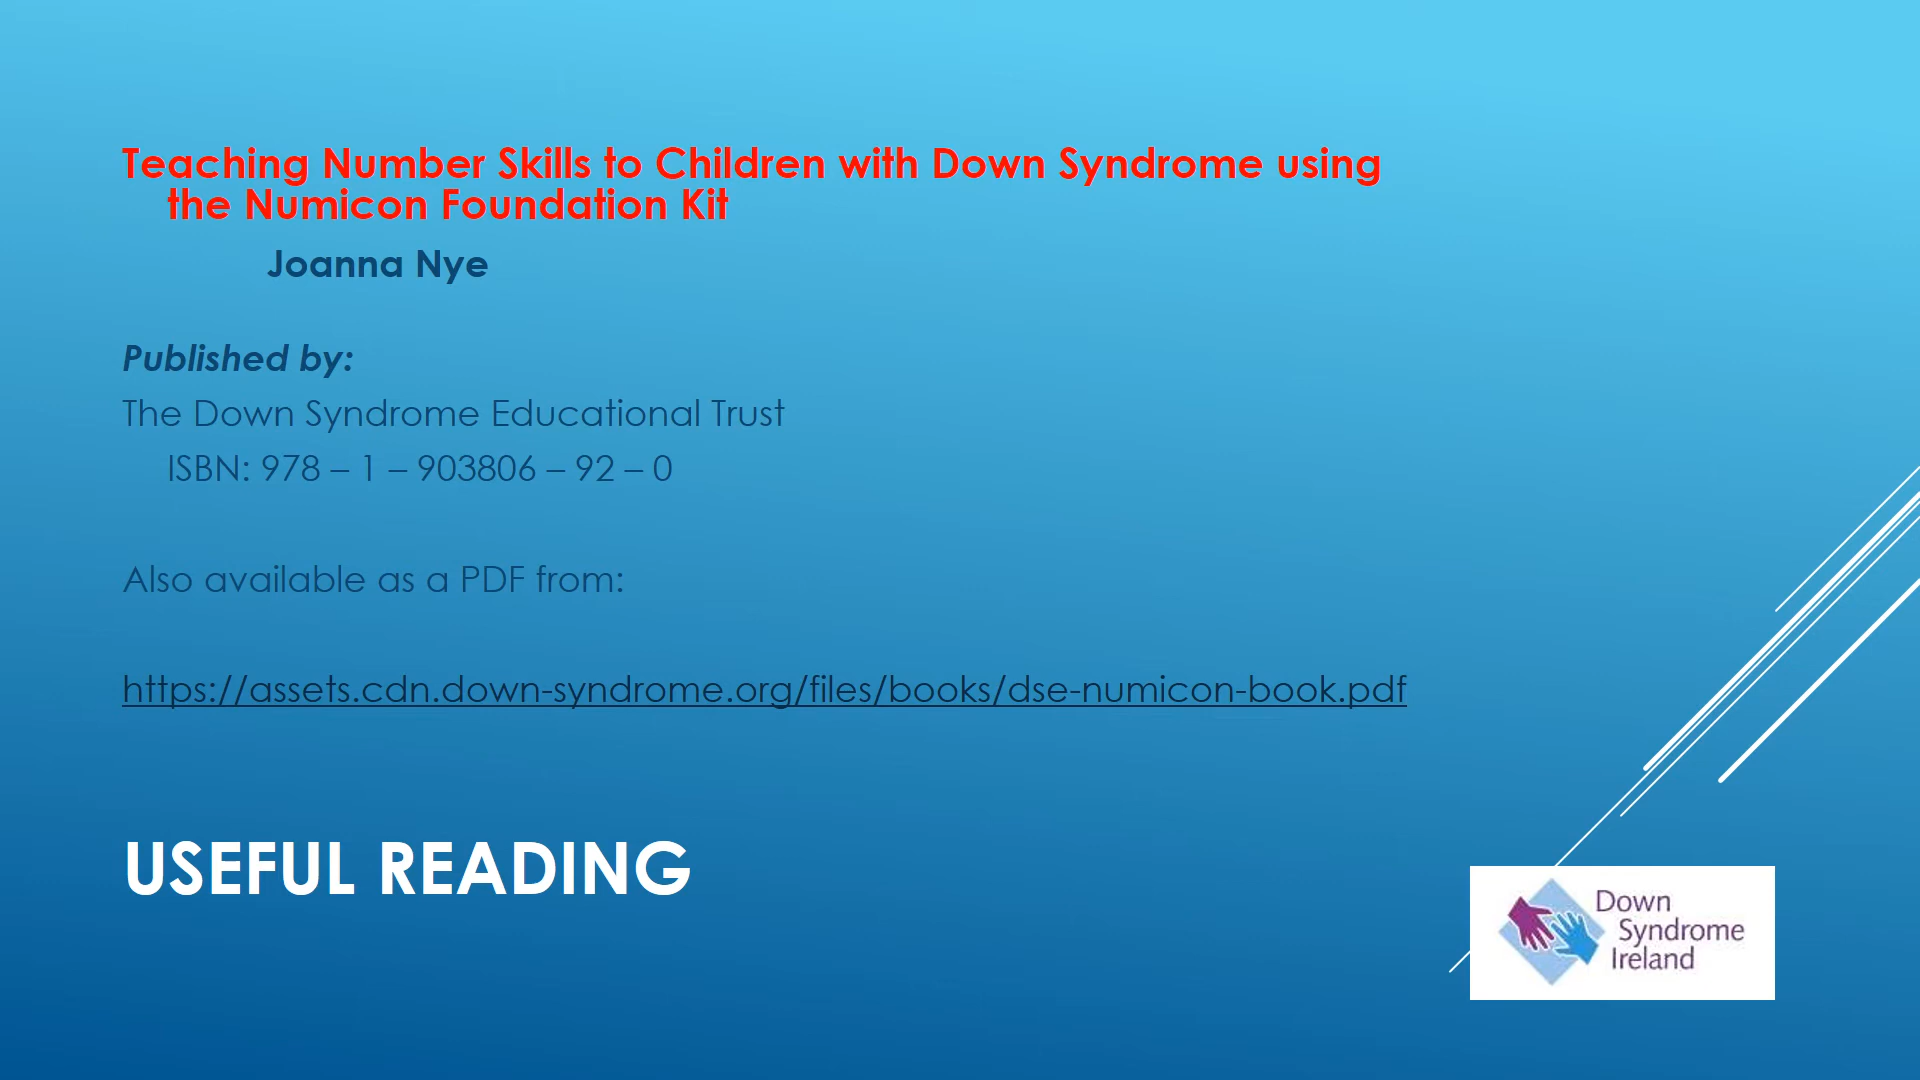 Teaching Number Skills to Children with Down Syndrome using
the Numicon Foundation Kit
Joanna Nye
Published by:
The Down Syndrome Educational Trust
ISBN: 978 – 1 – 903806 – 92 – 0
Also available as a PDF from:
https://assets.cdn.down-syndrome.org/files/books/dse-numicon-book.pdf
USEFUL READING
Down
Syndrome
Ireland